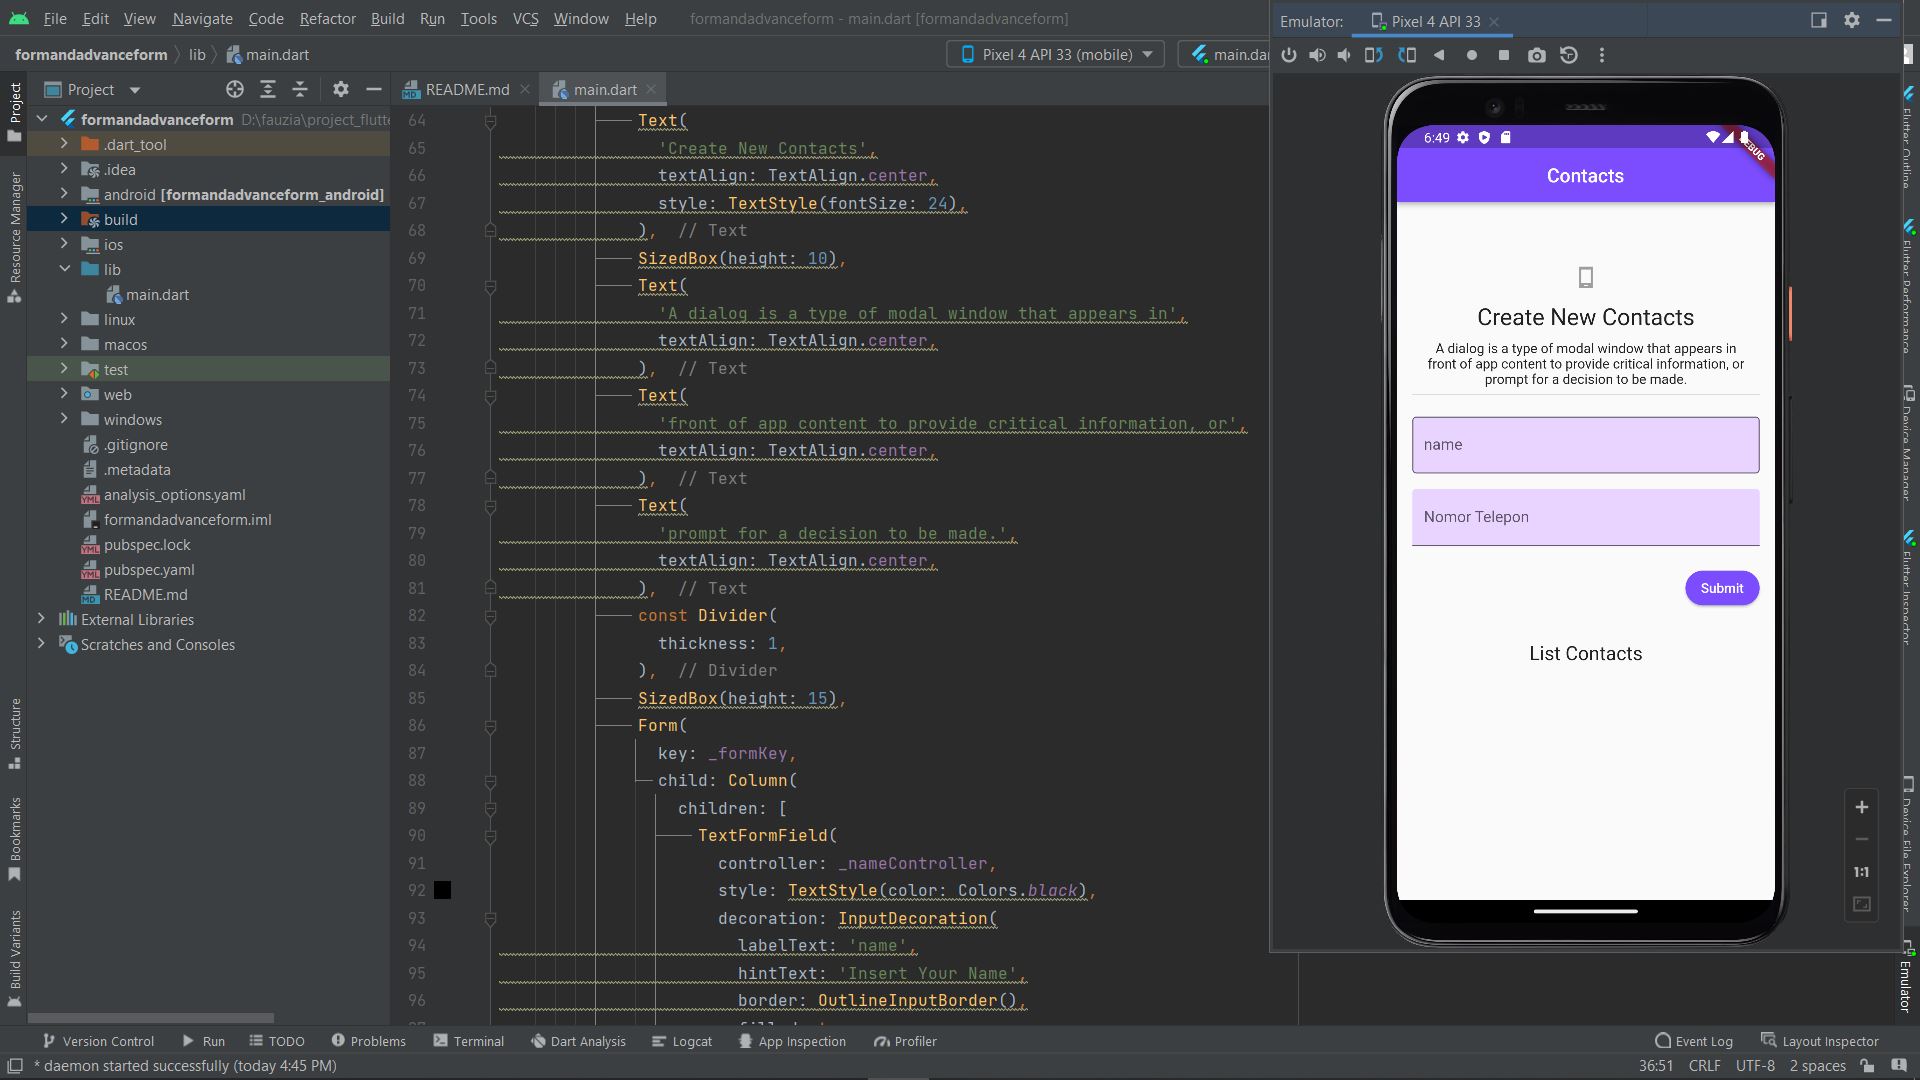 File Edit View Navigate Code Refactor Build Run Tools VCS Window Help formandadvanceform - main.dart [formandadvanceform]
Emulator: Pixel 4 API 33
formandadvanceform lib main.dart
Pixel 4 API 33 (mobile) main.dar
Project
README.md
main.dart
formandadvanceform D:\fauzia\project_flutte
.dart_tool
.idea
android [formandadvanceform_android]
build
ios
lib
main.dart
linux
macos
test
web
windows
.gitignore
.metadata
analysis_options.yaml
formandadvanceform.iml
pubspec.lock
pubspec.yaml
README.md
External Libraries
Scratches and Consoles
Project
Resource Manager
Structure
Bookmarks
Build Variants
64 Text(
65 'Create New Contacts',
66 textAlign: TextAlign.center,
67 style: TextStyle(fontSize: 24),
68 ), // Text
69 SizedBox(height: 10),
70 Text(
71 'A dialog is a type of modal window that appears in',
72 textAlign: TextAlign.center,
73 ), // Text
74 Text(
75 'front of app content to provide critical information, or',
76 textAlign: TextAlign.center,
77 ), // Text
78 Text(
79 'prompt for a decision to be made.',
80 textAlign: TextAlign.center,
81 ), // Text
82 const Divider(
83 thickness: 1,
84 ), // Divider
85 SizedBox(height: 15),
86 Form(
87 key: _formKey,
88 child: Column(
89 children: [
90 TextFormField(
91 controller: _nameController,
92 style: TextStyle(color: Colors.black),
93 decoration: InputDecoration(
94 labelText: 'name',
95 hintText: 'Insert Your Name',
96 border: OutlineInputBorder(),
6:49
DEBUG
Contacts
Create New Contacts
A dialog is a type of modal window that appears in
front of app content to provide critical information, or
prompt for a decision to be made.
name
Nomor Telepon
Submit
List Contacts
1:1
Flutter Outline
Flutter Performance
Device Manager
Flutter Inspector
Device File Explorer
Emulator
Version Control Run TODO Problems Terminal Dart Analysis Logcat App Inspection Profiler Event Log Layout Inspector
* daemon started successfully (today 4:45 PM) 36:51 CRLF UTF-8 2 spaces